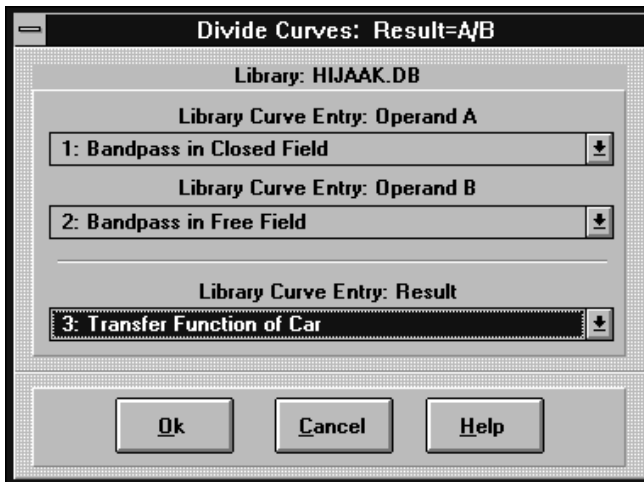 Divide Curves: Result=A/B
Library: HIJAAK.DB
Library Curve Entry: Operand A
1: Bandpass in Closed Field
Library Curve Entry: Operand B
2: Bandpass in Free Field
Library Curve Entry: Result
3: Transfer Function of Car
Ok Cancel Help